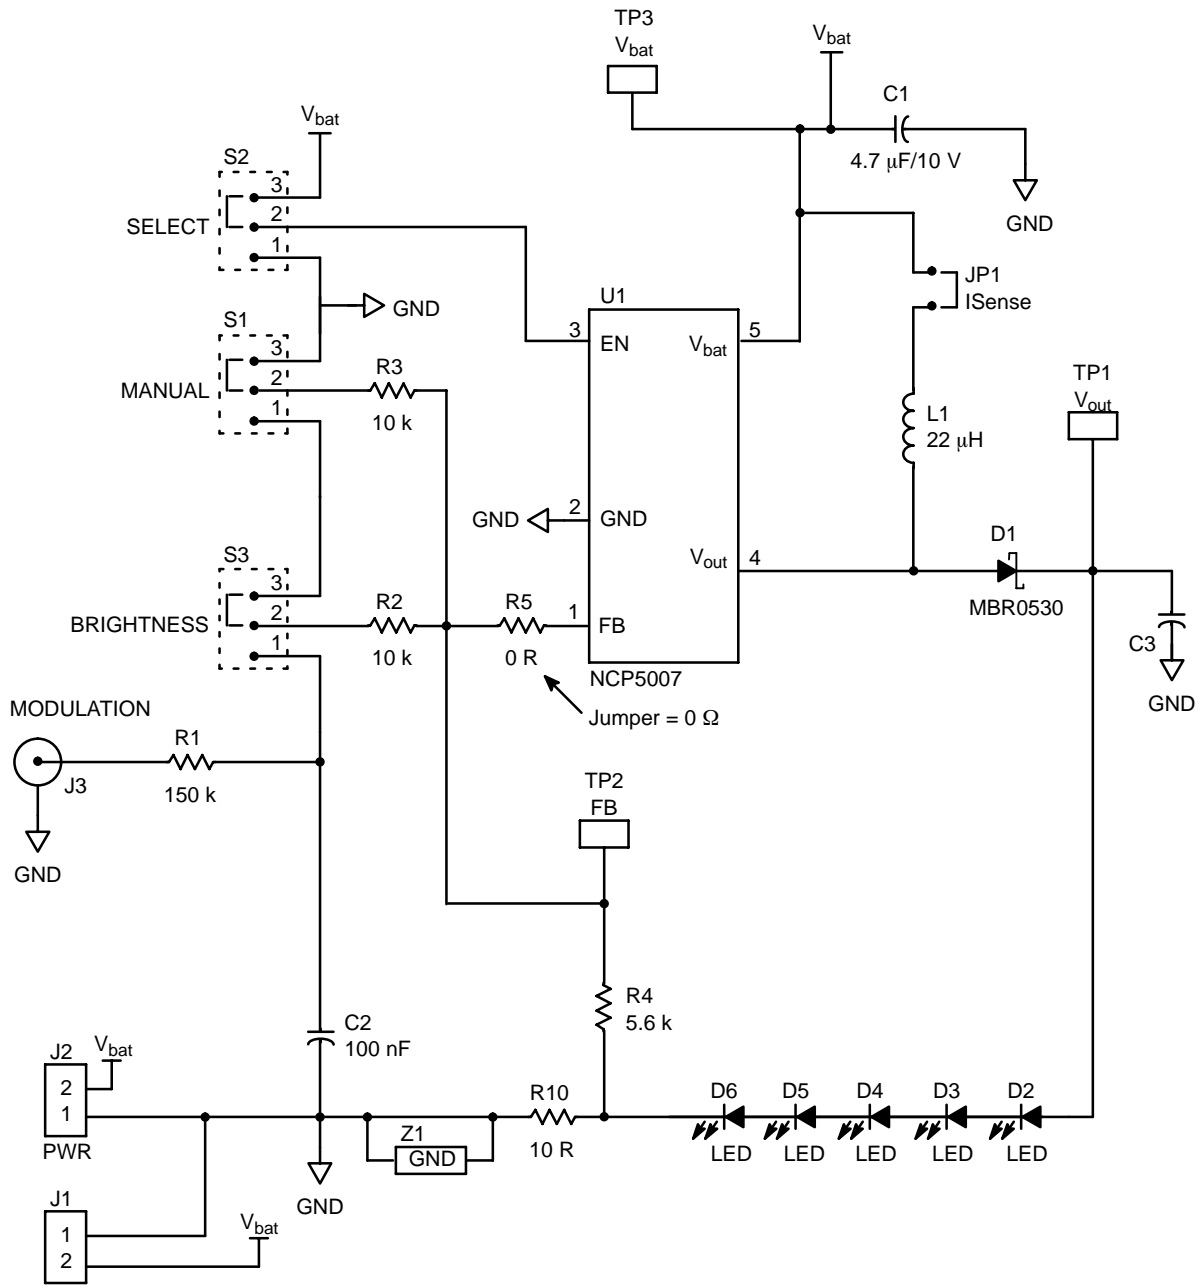 TP3
Vbat
Vbat
C1
4.7 μF/10 V
GND
Vbat
S2
3
2
1
SELECT
GND
S1
3
2
1
MANUAL
R3
10 k
JP1
ISense
U1
3
EN
Vbat
5
L1
22 μH
TP1
Vout
GND
2
GND
Vout
4
D1
MBR0530
C3
GND
S3
3
2
1
BRIGHTNESS
R2
10 k
R5
0 R
1
FB
NCP5007
Jumper = 0 Ω
MODULATION
R1
150 k
J3
GND
TP2
FB
R4
5.6 k
C2
100 nF
J2
Vbat
2
1
PWR
GND
Z1
GND
R10
10 R
D6
D5
D4
D3
D2
LED
LED
LED
LED
LED
J1
1
2
Vbat